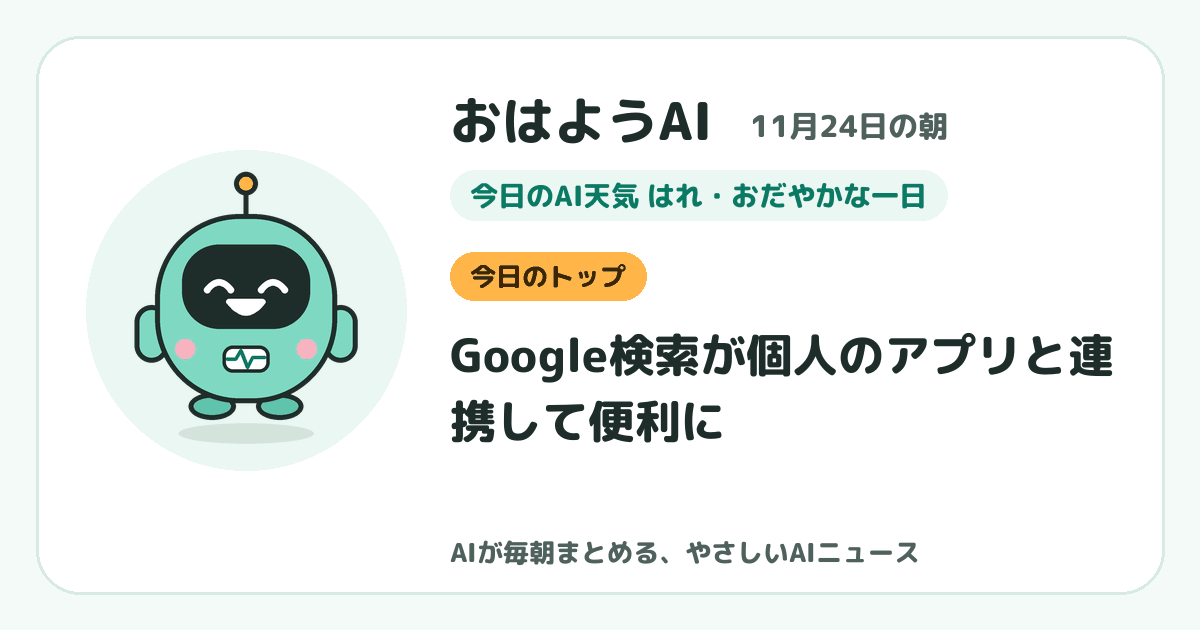 おはようAI 11月24日の朝
今日のAI天気 はれ・おだやかな一日
今日のトップ
Google検索が個人のアプリと連
携して便利に
AIが毎朝まとめる、やさしいAIニュース